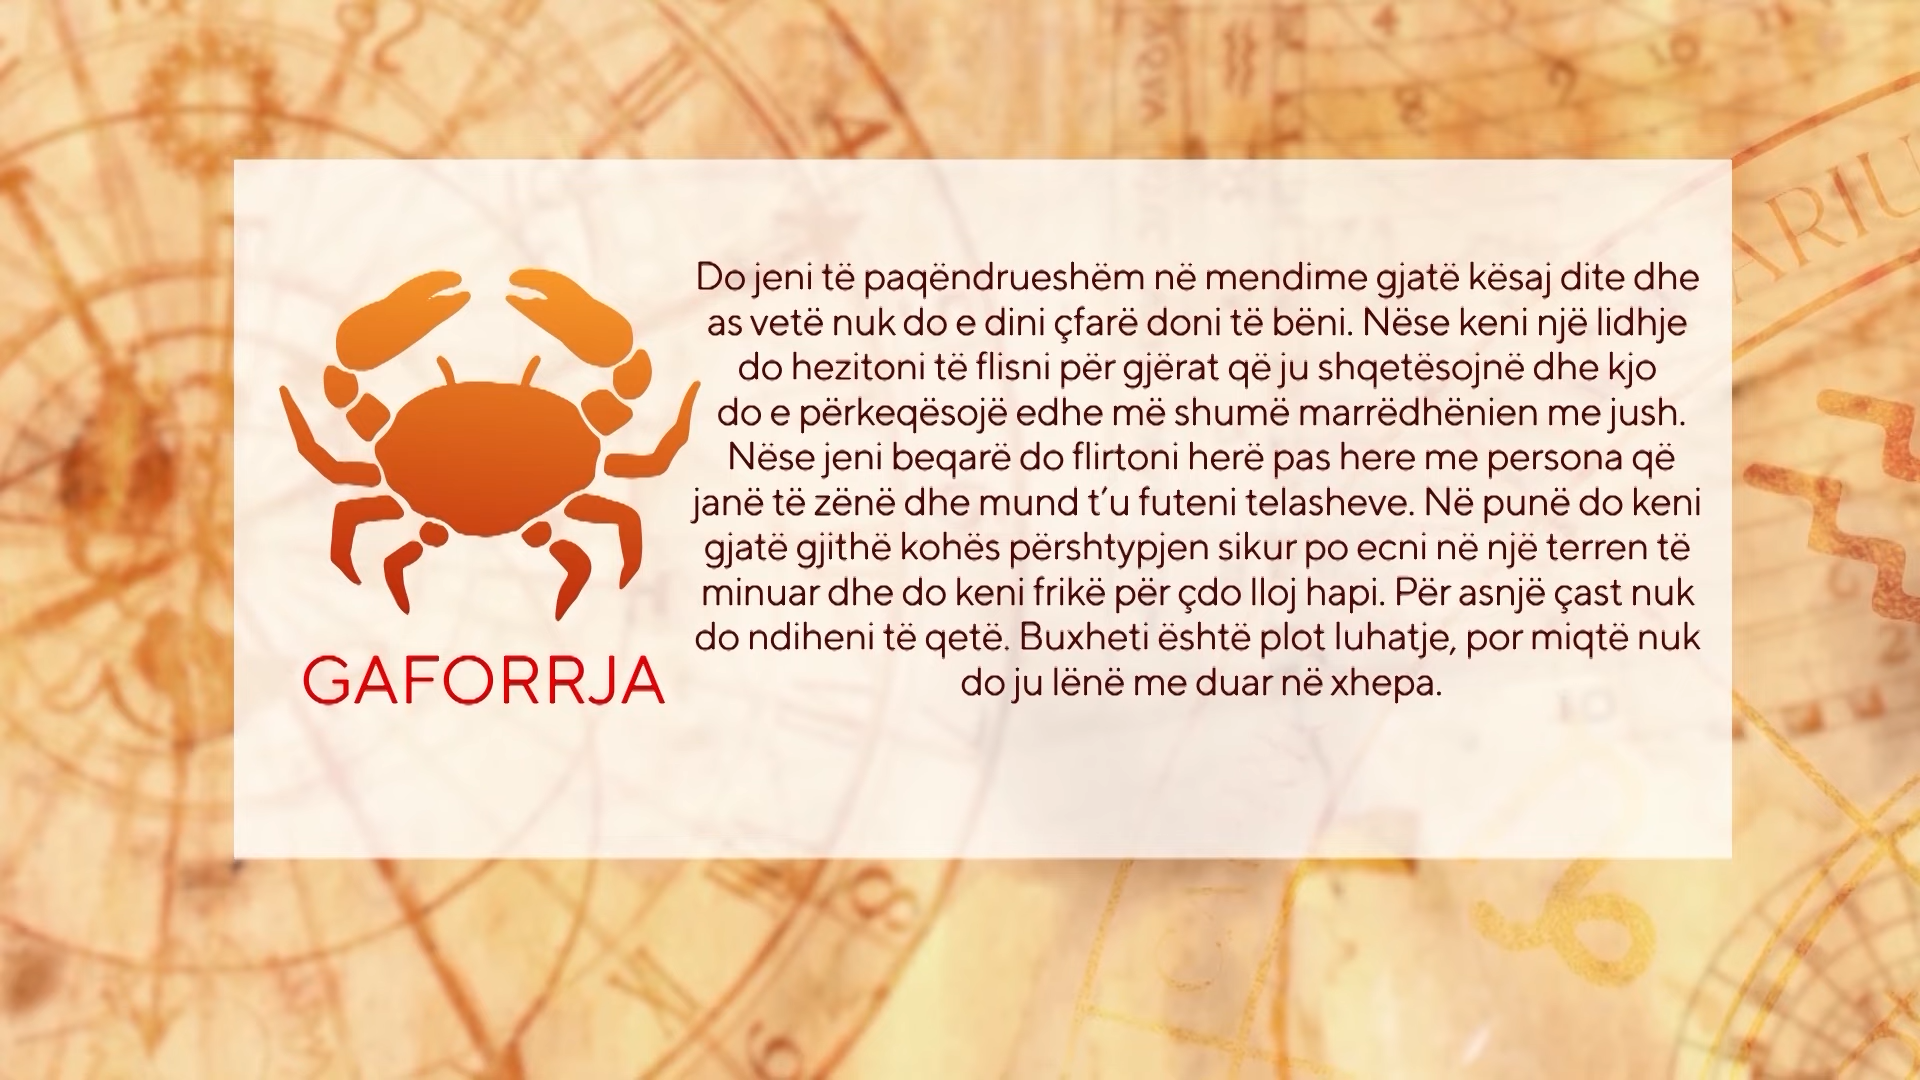 Do jeni të paqëndrueshëm në mendime gjatë kësaj dite dhe
as vetë nuk do e dini çfarë doni të bëni. Nëse keni një lidhje
do hezitoni të flisni për gjërat që ju shqetësojnë dhe kjo
do e përkeqësojë edhe më shumë marrëdhënien me jush.
Nëse jeni beqarë do flirtoni herë pas here me persona që
janë të zënë dhe mund t’u futeni telasheve. Në punë do keni
gjatë gjithë kohës përshtypjen sikur po ecni në një terren të
minuar dhe do keni frikë për çdo lloj hapi. Për asnjë çast nuk
do ndiheni të qetë. Buxheti është plot luhatje, por miqtë nuk
do ju lënë me duar në xhepa.
GAFORRJA
ARIU